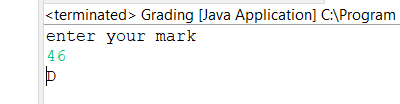 <terminated> Grading [Java Application] C:\Program
enter your mark
46
D